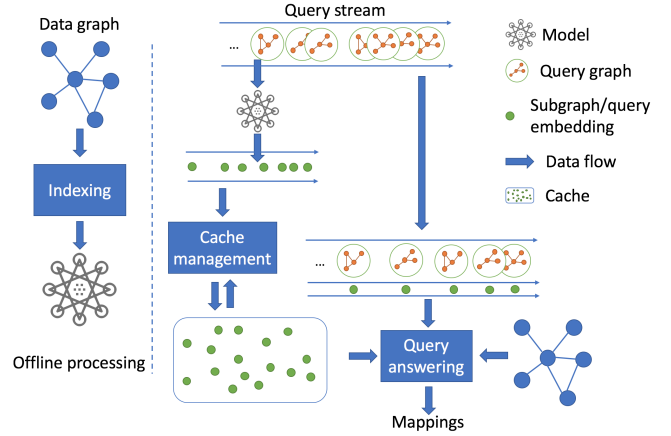 Data graph
Indexing
Offline processing
Query stream
...
Cache
management
...
Query
answering
Mappings
Model
Query graph
Subgraph/query
embedding
Data flow
Cache